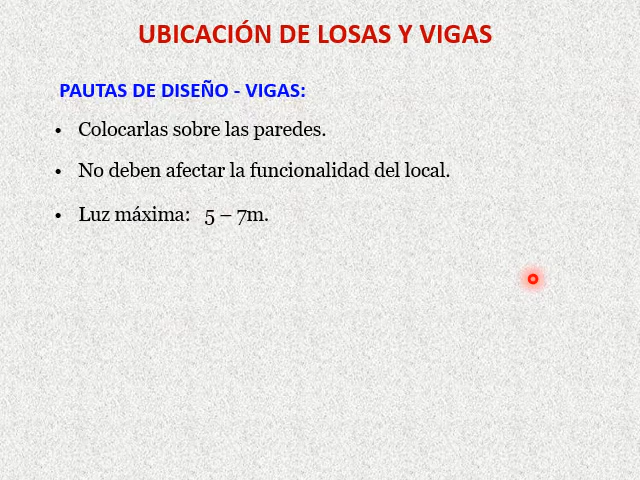 UBICACIÓN DE LOSAS Y VIGAS
PAUTAS DE DISEÑO - VIGAS:
• Colocarlas sobre las paredes.
• No deben afectar la funcionalidad del local.
• Luz máxima: 5 – 7m.